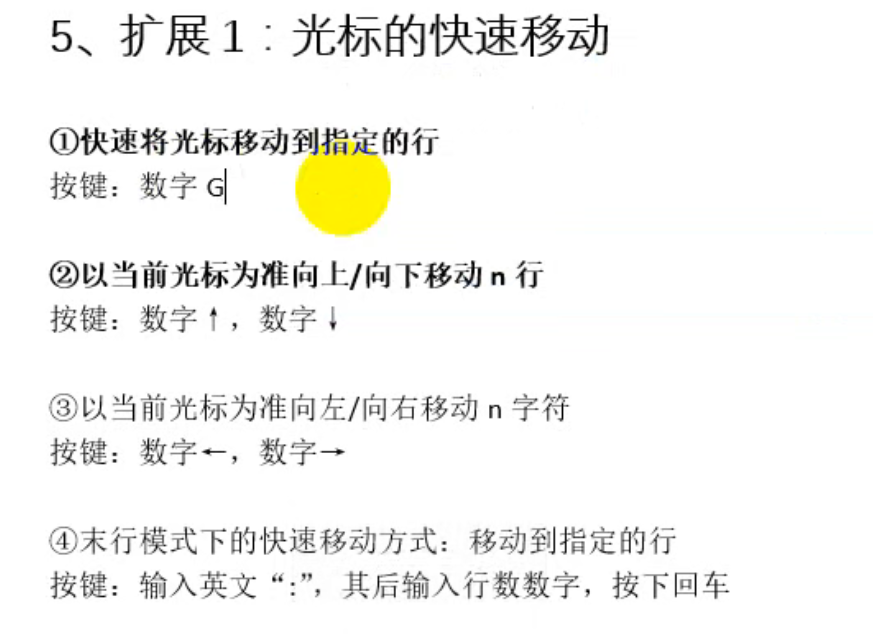 5、扩展1：光标的快速移动
①快速将光标移动到指定的行
按键：数字 G
②以当前光标为准向上/向下移动 n 行
按键：数字↑，数字↓
③以当前光标为准向左/向右移动 n 字符
按键：数字←，数字→
④末行模式下的快速移动方式：移动到指定的行
按键：输入英文“:”，其后输入行数数字，按下回车